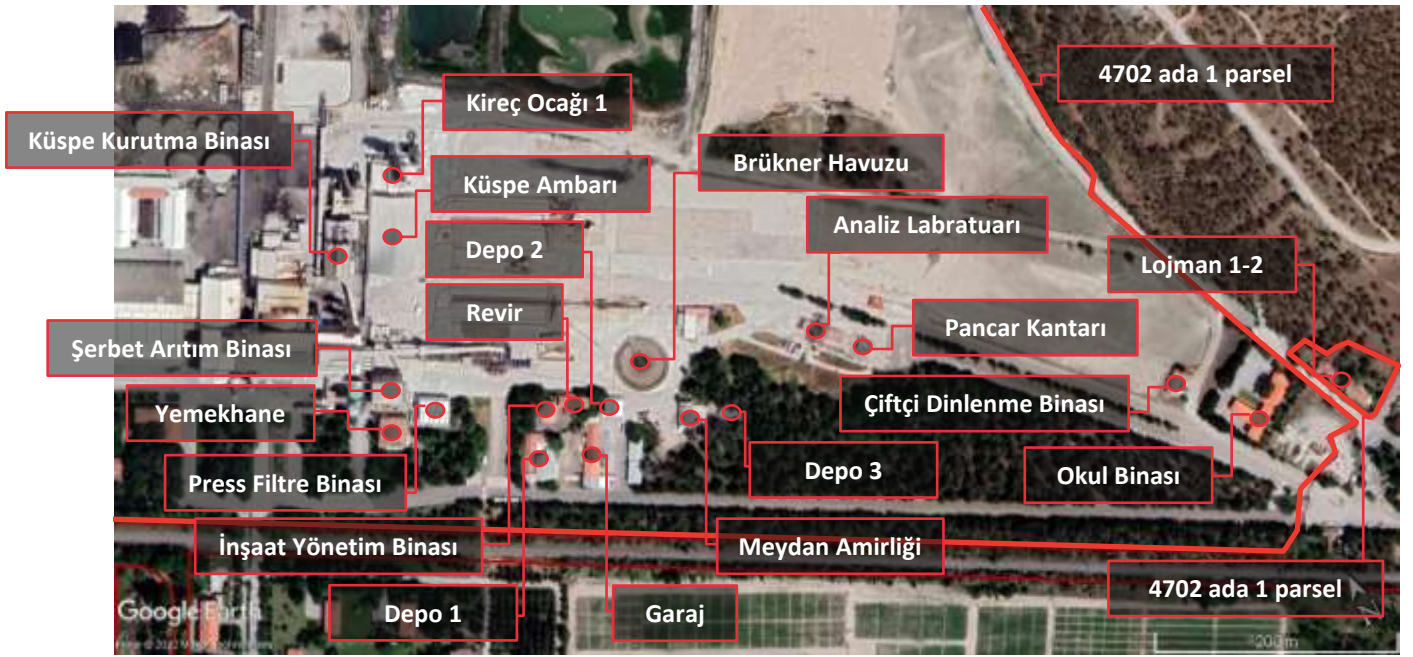 4702 ada 1 parsel
Kireç Ocağı 1
Küspe Kurutma Binası
Brükner Havuzu
Küspe Ambarı
Analiz Labratuarı
Depo 2
Lojman 1-2
Revir
Pancar Kantarı
Şerbet Arıtım Binası
Çiftçi Dinlenme Binası
Yemekhane
Depo 3
Okul Binası
Press Filtre Binası
İnşaat Yönetim Binası
Meydan Amirliği
4702 ada 1 parsel
Depo 1
Garaj
Google Earth
200 m